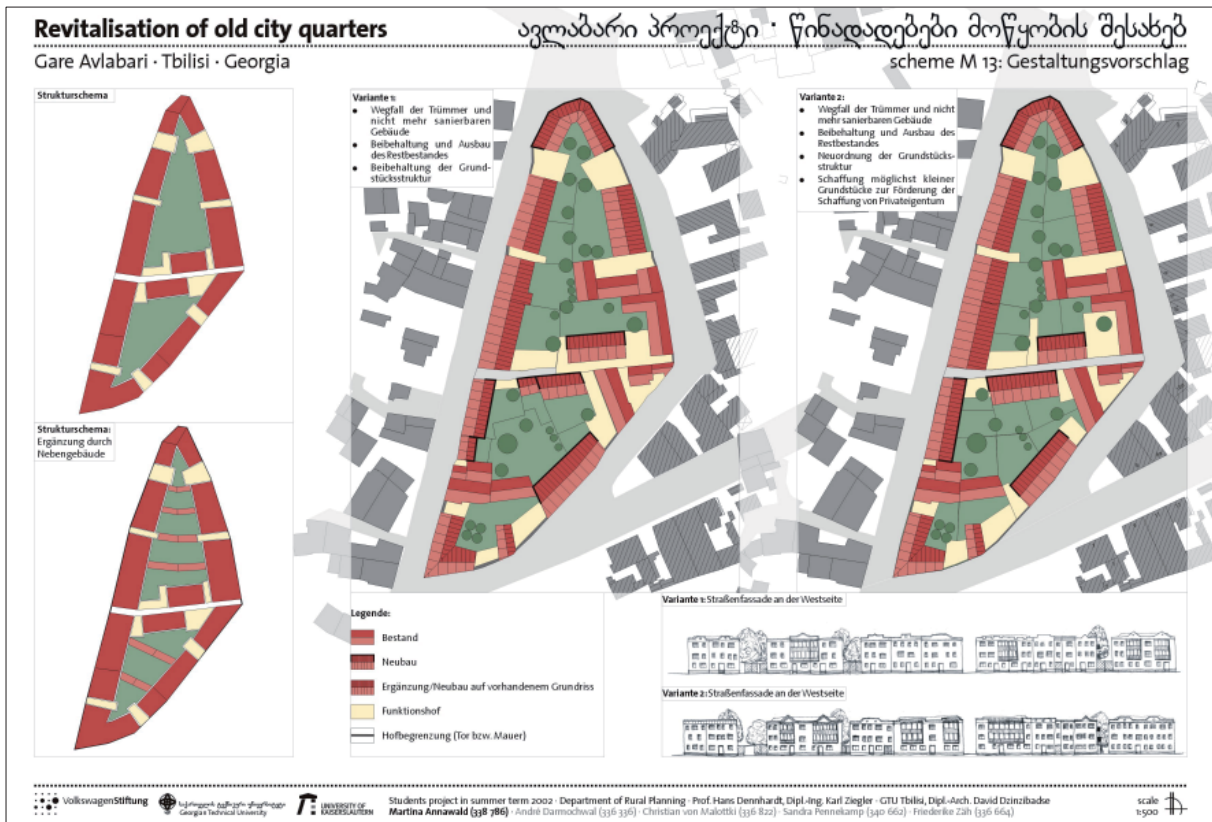 Revitalisation of old city quarters
ავლაბარი პროექტი · წინადადებები მოწყობის შესახებ
Gare Avlabari · Tbilisi · Georgia
scheme M 13: Gestaltungsvorschlag
Strukturschema
Strukturschema:
Ergänzung durch
Nebengebäude
Variante 1:
• Wegfall der Trümmer und
nicht mehr sanierbaren
Gebäude
• Beibehaltung und Ausbau
des Restbestandes
• Beibehaltung der Grund-
stücksstruktur
Variante 2:
• Wegfall der Trümmer und nicht
mehr sanierbaren Gebäude
• Beibehaltung und Ausbau des
Restbestandes
• Neuordnung der Grundstücks-
struktur
• Schaffung möglichst kleiner
Grundstücke zur Förderung der
Schaffung von Privateigentum
Legende:
Bestand
Neubau
Ergänzung/Neubau auf vorhandenem Grundriss
Funktionshof
Hofbegrenzung (Tor bzw. Mauer)
Variante 1: Straßenfassade an der Westseite
Variante 2: Straßenfassade an der Westseite
VolkswagenStiftung
საქართველოს ტექნიკური უნივერსიტეტი
Georgian Technical University
UNIVERSITY OF
KAISERSLAUTERN
Students project in summer term 2002 · Department of Rural Planning · Prof. Hans Dennhardt, Dipl.-Ing. Karl Ziegler · GTU Tbilisi, Dipl.-Arch. David Dzinzibadse
Martina Annawald (338 786) · André Darmochwal (336 336) · Christian von Malottki (336 822) · Sandra Pennekamp (340 662) · Friederike Zäh (336 664)
scale
1:500